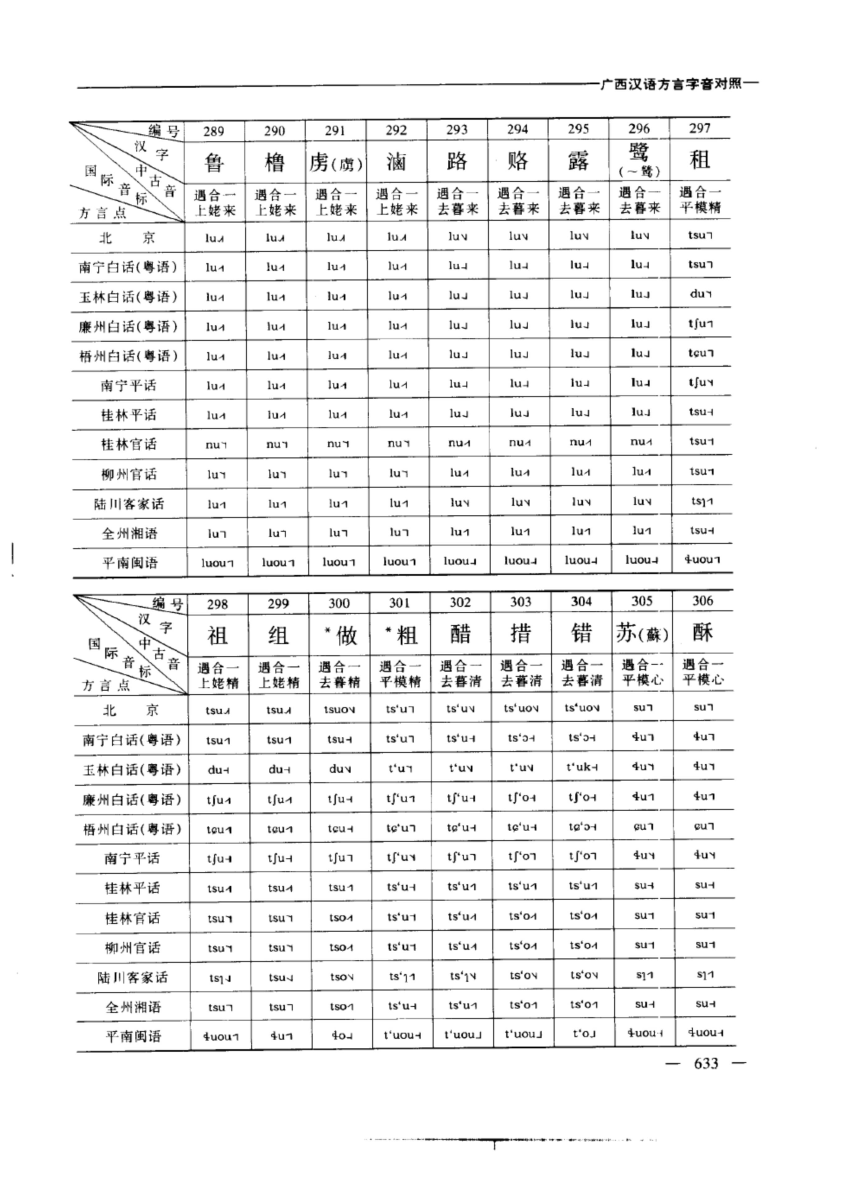 广西汉语方言字音对照
编号 289 290 291 292 293 294 295 296 297
汉字 鲁 橹 虏(虜) 滷 路 赂 露 鹭(~鸶) 租
国际音标 中古音 遇合一 遇合一 遇合一 遇合一 遇合一 遇合一 遇合一 遇合一 遇合一
方言点 上姥来 上姥来 上姥来 上姥来 去暮来 去暮来 去暮来 去暮来 平模精
北京 lu lu lu lu lu lu lu lu tsu
南宁白话(粤语) lu lu lu lu lu lu lu lu tsu
玉林白话(粤语) lu lu lu lu lu lu lu lu du
廉州白话(粤语) lu lu lu lu lu lu lu lu tʃu
梧州白话(粤语) lu lu lu lu lu lu lu lu tɕu
南宁平话 lu lu lu lu lu lu lu lu tʃu
桂林平话 lu lu lu lu lu lu lu lu tsu
桂林官话 nu nu nu nu nu nu nu nu tsu
柳州官话 lu lu lu lu lu lu lu lu tsu
陆川客家话 lu lu lu lu lu lu lu lu tsɿ
全州湘语 lu lu lu lu lu lu lu lu tsu
平南闽语 luou luou luou luou luou luou luou luou ɬuou
编号 298 299 300 301 302 303 304 305 306
汉字 祖 组 *做 *粗 醋 措 错 苏(蘇) 酥
国际音标 中古音 遇合一 遇合一 遇合一 遇合一 遇合一 遇合一 遇合一 遇合一 遇合一
方言点 上姥精 上姥精 去暮精 平模精 去暮清 去暮清 去暮清 平模心 平模心
北京 tsu tsu tsuo ts‘u ts‘u ts‘uo ts‘uo su su
南宁白话(粤语) tsu tsu tsu ts‘u ts‘u ts‘ɔ ts‘ɔ ɬu ɬu
玉林白话(粤语) du du du t‘u t‘u t‘u t‘uk ɬu ɬu
廉州白话(粤语) tʃu tʃu tʃu tʃ‘u tʃ‘u tʃ‘o tʃ‘o ɬu ɬu
梧州白话(粤语) tɕu tɕu tɕu tɕ‘u tɕ‘u tɕ‘u tɕ‘ɔ ɕu ɕu
南宁平话 tʃu tʃu tʃu tʃ‘u tʃ‘u tʃ‘o tʃ‘o ɬu ɬu
桂林平话 tsu tsu tsu ts‘u ts‘u ts‘u ts‘u su su
桂林官话 tsu tsu tso ts‘u ts‘u ts‘o ts‘o su su
柳州官话 tsu tsu tso ts‘u ts‘u ts‘o ts‘o su su
陆川客家话 tsɿ tsu tso ts‘ɿ ts‘ɿ ts‘o ts‘o sɿ sɿ
全州湘语 tsu tsu tso ts‘u ts‘u ts‘o ts‘o su su
平南闽语 ɬuou ɬu ɬo t‘uou t‘uou t‘uou t‘o ɬuou ɬuou
— 633 —